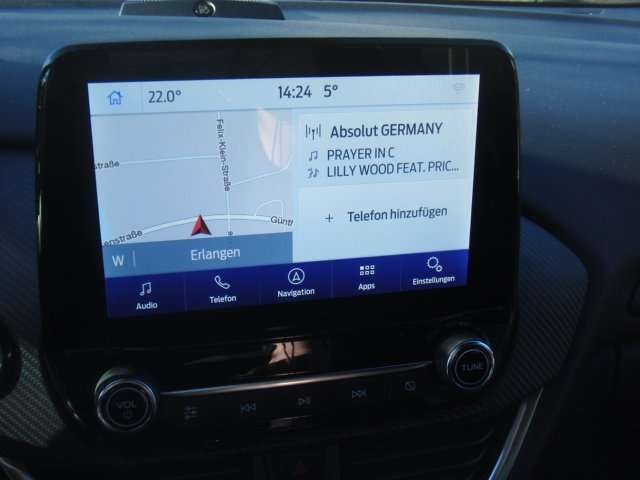 22.0°
14:24 5°
Felix-Klein-Straße
Absolut GERMANY
PRAYER IN C
LILLY WOOD FEAT. PRIC...
+ Telefon hinzufügen
W
Erlangen
Audio
Telefon
Navigation
Apps
Einstellungen
VOL
TUNE